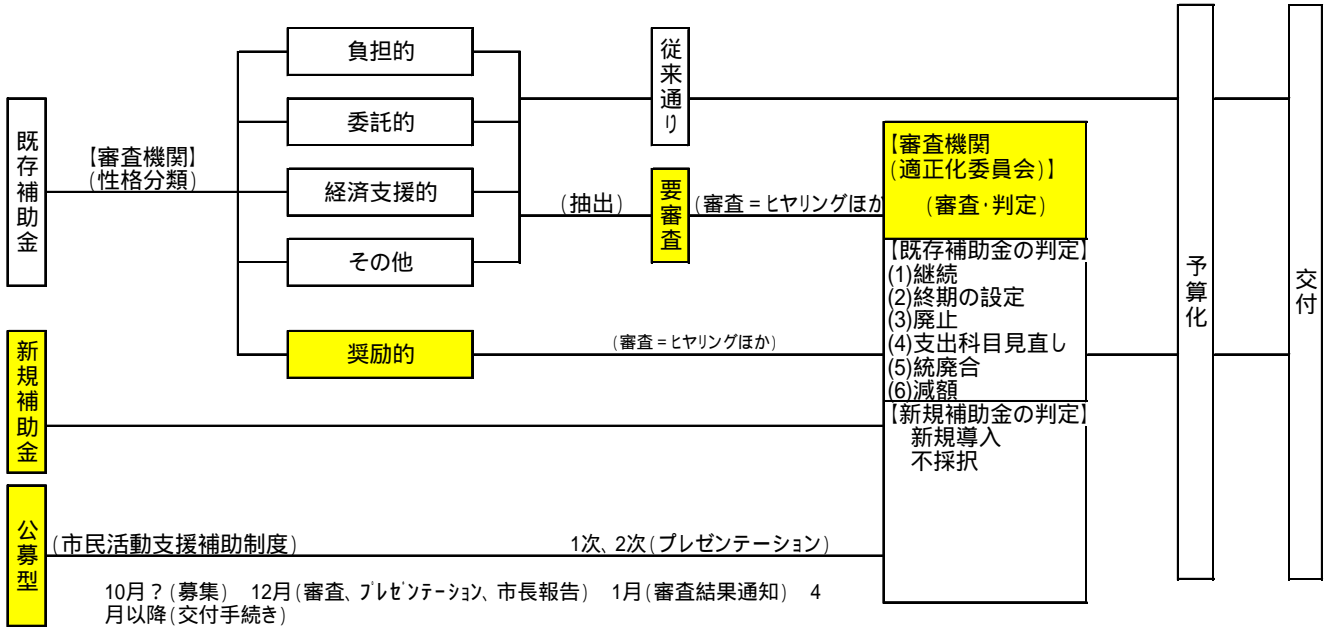 既存補助金
【審査機関】
(性格分類)
負担的
委託的
経済支援的
その他
奨励的
従来通り
(抽出)
要審査
(審査=ヒヤリングほか
(審査=ヒヤリングほか)
【審査機関
(適正化委員会)】
(審査・判定)
【既存補助金の判定】
(1)継続
(2)終期の設定
(3)廃止
(4)支出科目見直し
(5)統廃合
(6)減額
【新規補助金の判定】
新規導入
不採択
予算化
交付
新規補助金
公募型
(市民活動支援補助制度)
1次、2次(プレゼンテーション)
10月?(募集) 12月(審査、プレゼンテーション、市長報告) 1月(審査結果通知) 4
月以降(交付手続き)